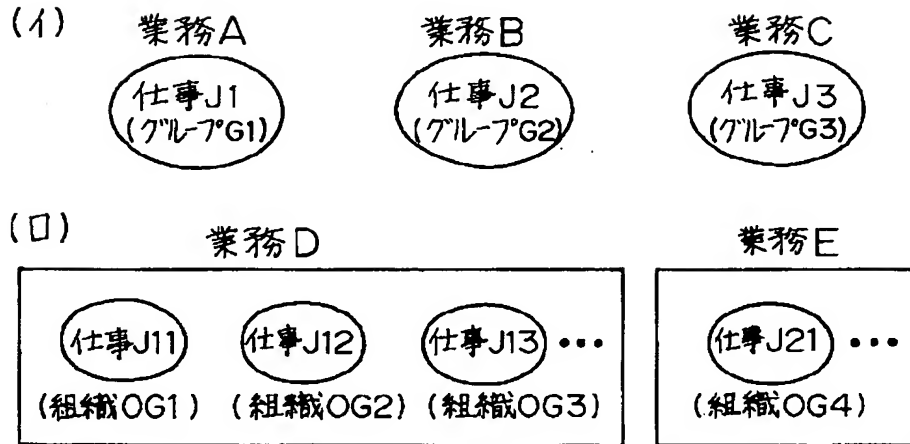 (イ) 業務A 業務B 業務C
仕事J1 仕事J2 仕事J3
(グループG1) (グループG2) (グループG3)
(ロ) 業務D 業務E
仕事J11 仕事J12 仕事J13 ••• 仕事J21 •••
(組織OG1) (組織OG2) (組織OG3) (組織OG4)